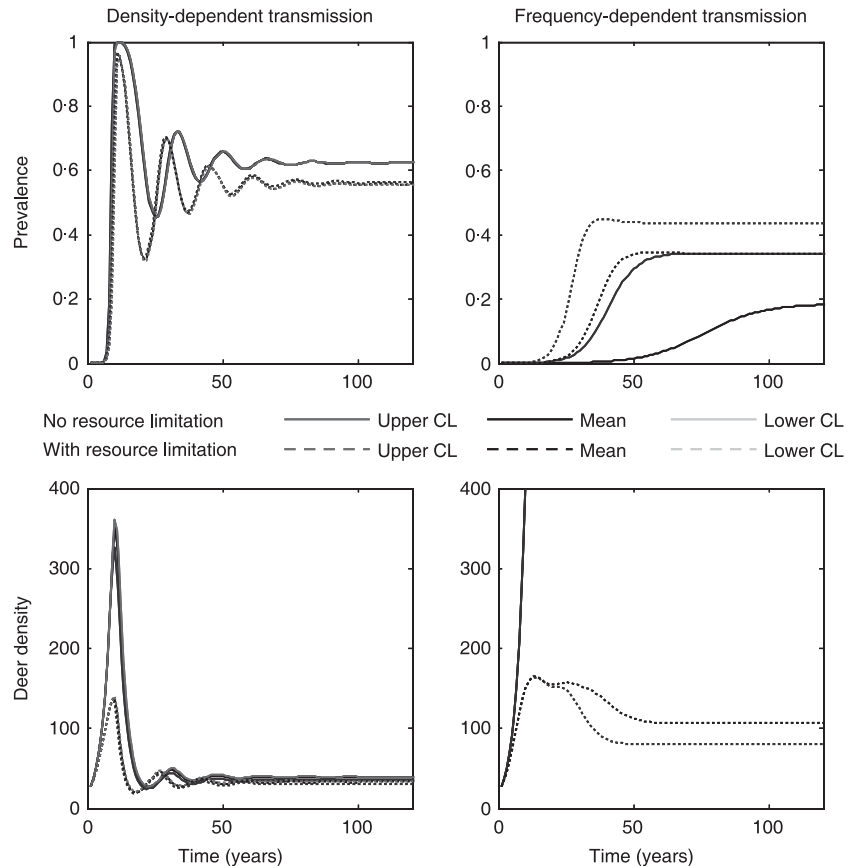 Density-dependent transmission
Frequency-dependent transmission
Prevalence
1
0·8
0·6
0·4
0·2
0
0
50
100
1
0·8
0·6
0·4
0·2
0
0
50
100
No resource limitation
Upper CL
Mean
Lower CL
With resource limitation
Upper CL
Mean
Lower CL
Deer density
400
300
200
100
0
0
50
100
Time (years)
400
300
200
100
0
0
50
100
Time (years)